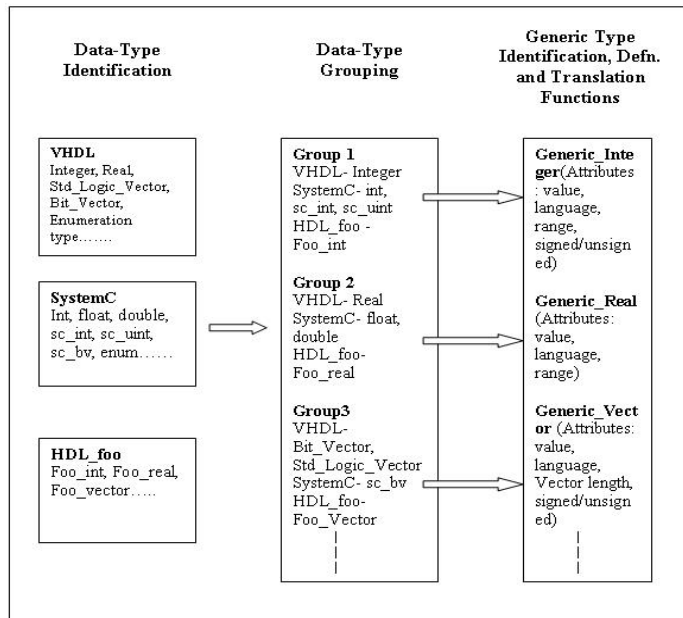 Data-Type
Identification
Data-Type
Grouping
Generic Type
Identification, Defn.
and Translation
Functions
VHDL
Integer, Real,
Std_Logic_Vector,
Bit_Vector,
Enumeration
type.......
SystemC
Int, float, double,
sc_int, sc_uint,
sc_bv, enum......
HDL_foo
Foo_int, Foo_real,
Foo_vector.....
Group 1
VHDL- Integer
SystemC- int,
sc_int, sc_uint
HDL_foo -
Foo_int
Group 2
VHDL- Real
SystemC- float,
double
HDL_foo-
Foo_real
Group3
VHDL-
Bit_Vector,
Std_Logic_Vector
SystemC- sc_bv
HDL_foo-
Foo_Vector
Generic_Inte
ger(Attributes
: value,
language,
range,
signed/unsign
ed)
Generic_Real
(Attributes:
value,
language,
range)
Generic_Vect
or (Attributes:
value,
language,
Vector length,
signed/unsign
ed)